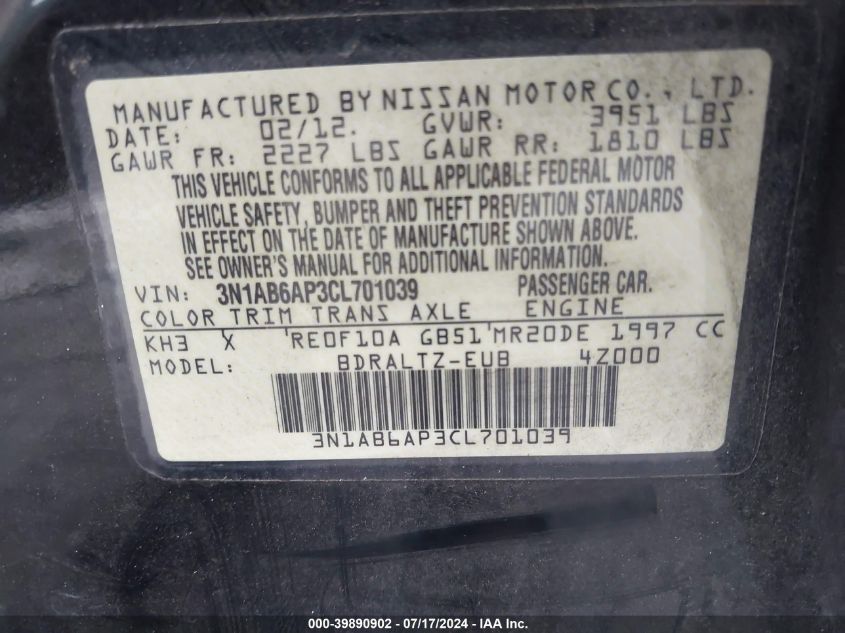 MANUFACTURED BY NISSAN MOTOR CO., LTD.
DATE: 02/12. GVWR: 3951 LBS
GAWR FR: 2227 LBS GAWR RR: 1810 LBS
THIS VEHICLE CONFORMS TO ALL APPLICABLE FEDERAL MOTOR
VEHICLE SAFETY, BUMPER AND THEFT PREVENTION STANDARDS
IN EFFECT ON THE DATE OF MANUFACTURE SHOWN ABOVE.
SEE OWNER'S MANUAL FOR ADDITIONAL INFORMATION.
VIN: 3N1AB6AP3CL701039 PASSENGER CAR.
COLOR TRIM TRANS AXLE ENGINE
KH3 X RE0F10A GB51 MR20DE 1997 CC
MODEL: BDRALTZ-EUB 4Z000
3N1AB6AP3CL701039
000-39890902 - 07/17/2024 - IAAI.com